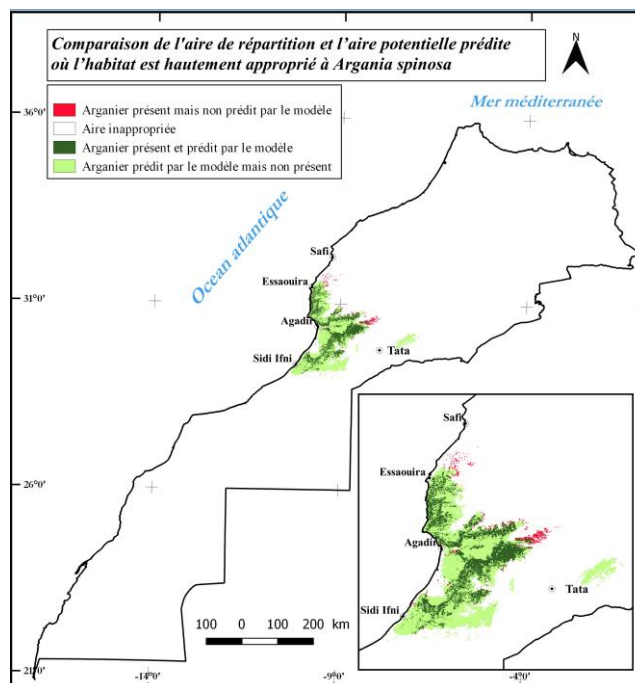 Comparaison de l'aire de répartition et l’aire potentielle prédite
où l’habitat est hautement approprié à Argania spinosa
N
Mer méditerranée
Arganier présent mais non prédit par le modèle
Aire inappropriée
Arganier présent et prédit par le modèle
Arganier prédit par le modèle mais non présent
Ocean atlantique
36°0'
31°0'
26°0'
21°0'
Safi
Essaouira
Agadir
Sidi Ifni
Tata
Safi
Essaouira
Agadir
Sidi Ifni
Tata
100 0 100 200 km
-14°0' -9°0' -4°0'